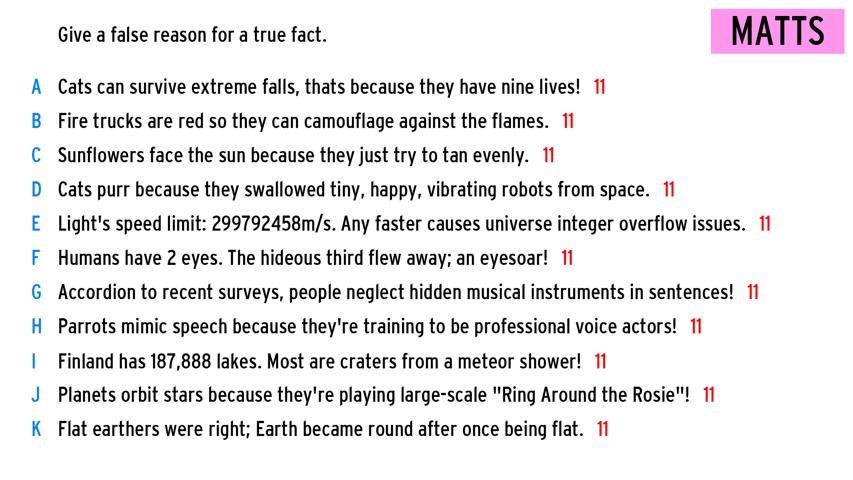 Give a false reason for a true fact.
MATTS
A Cats can survive extreme falls, thats because they have nine lives! 11
B Fire trucks are red so they can camouflage against the flames. 11
C Sunflowers face the sun because they just try to tan evenly. 11
D Cats purr because they swallowed tiny, happy, vibrating robots from space. 11
E Light's speed limit: 299792458m/s. Any faster causes universe integer overflow issues. 11
F Humans have 2 eyes. The hideous third flew away; an eyesoar! 11
G Accordion to recent surveys, people neglect hidden musical instruments in sentences! 11
H Parrots mimic speech because they're training to be professional voice actors! 11
I Finland has 187,888 lakes. Most are craters from a meteor shower! 11
J Planets orbit stars because they're playing large-scale "Ring Around the Rosie"! 11
K Flat earthers were right; Earth became round after once being flat. 11